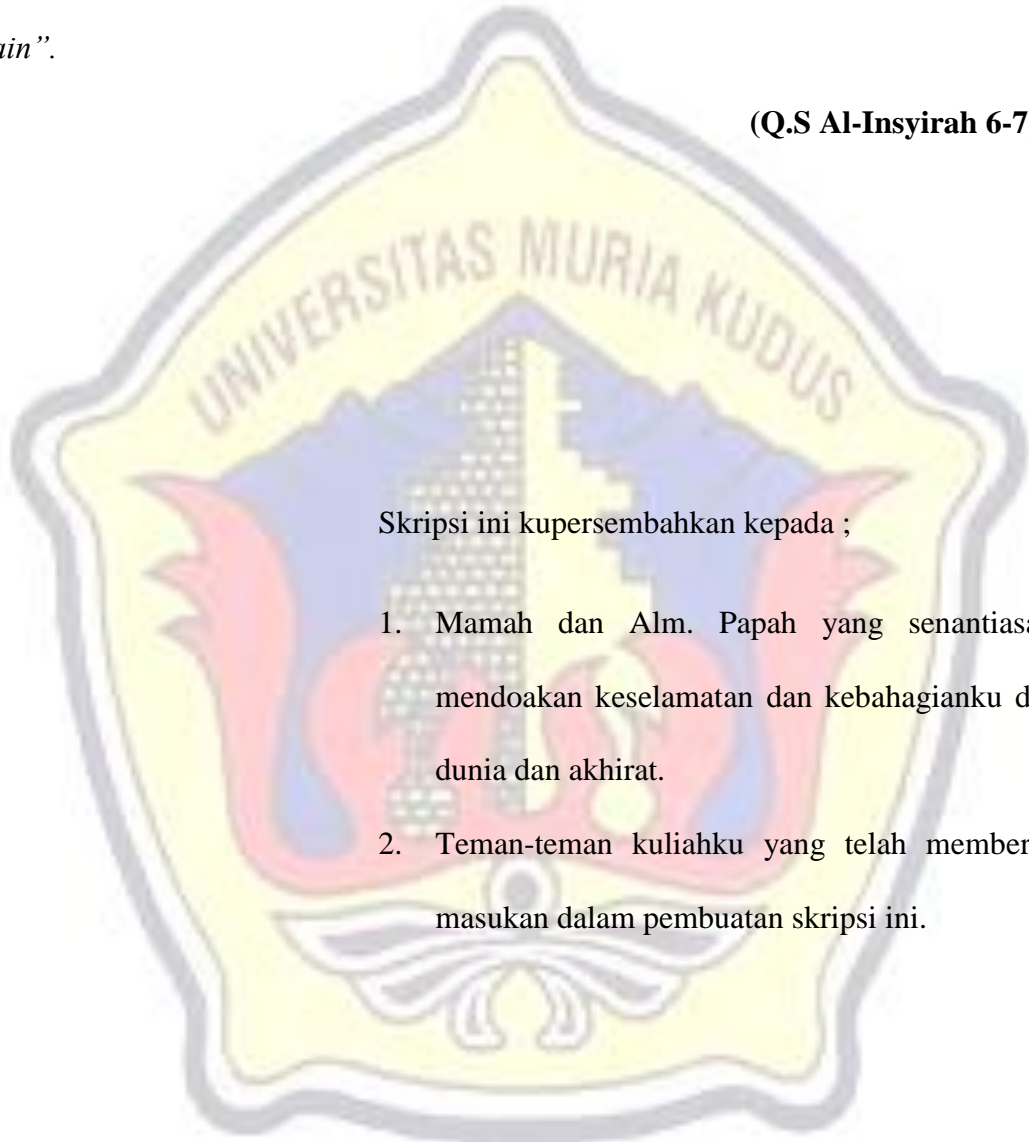 ain”.
(Q.S Al-Insyirah 6-7
UNIVERSITAS MURIA KUDUS
Skripsi ini kupersembahkan kepada ;
1. Mamah dan Alm. Papah yang senantiasa
mendoakan keselamatan dan kebahagianku d
dunia dan akhirat.
2. Teman-teman kuliahku yang telah member
masukan dalam pembuatan skripsi ini.